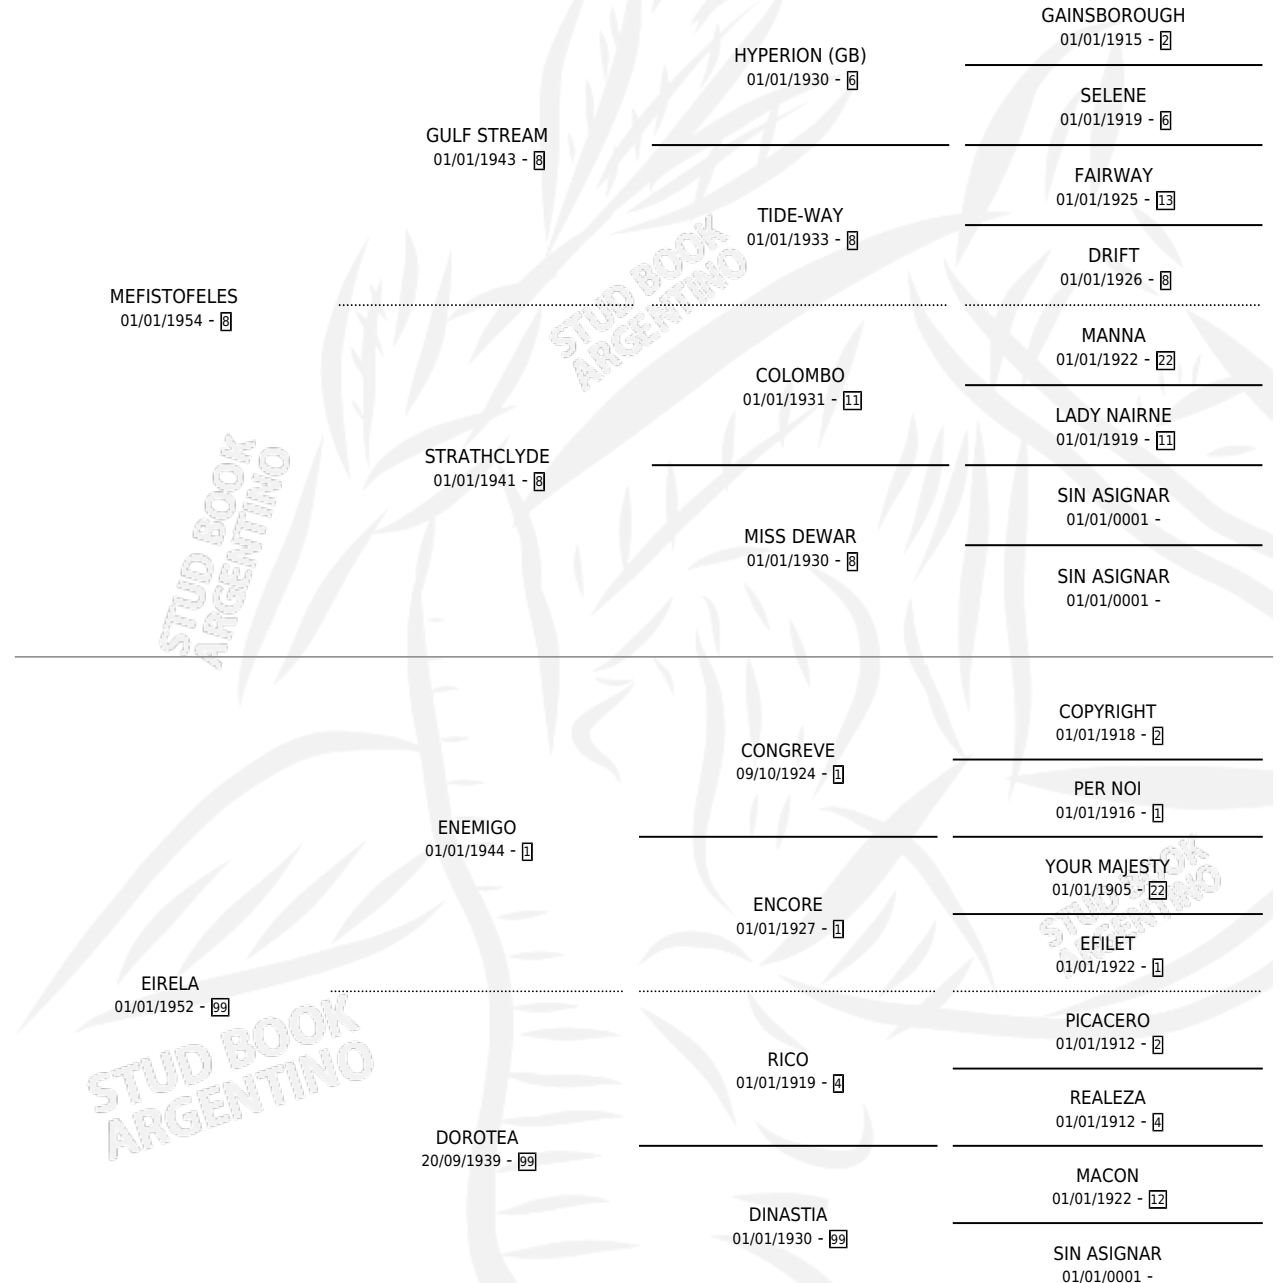 GAINSBOROUGH
01/01/1915 - 2
HYPERION (GB)
01/01/1930 - 6
SELENE
01/01/1919 - 6
GULF STREAM
01/01/1943 - 8
FAIRWAY
01/01/1925 - 13
TIDE-WAY
01/01/1933 - 8
DRIFT
01/01/1926 - 8
MEFISTOFELES
01/01/1954 - 8
MANNA
01/01/1922 - 22
COLOMBO
01/01/1931 - 11
LADY NAIRNE
01/01/1919 - 11
STRATHCLYDE
01/01/1941 - 8
SIN ASIGNAR
01/01/0001 -
MISS DEWAR
01/01/1930 - 8
SIN ASIGNAR
01/01/0001 -
COPYRIGHT
01/01/1918 - 2
CONGREVE
09/10/1924 - 1
PER NOI
01/01/1916 - 1
ENEMIGO
01/01/1944 - 1
YOUR MAJESTY
01/01/1905 - 22
ENCORE
01/01/1927 - 1
EFILET
01/01/1922 - 1
EIRELA
01/01/1952 - 99
PICACERO
01/01/1912 - 2
RICO
01/01/1919 - 4
REALEZA
01/01/1912 - 4
DOROTEA
20/09/1939 - 99
MACON
01/01/1922 - 12
DINASTIA
01/01/1930 - 99
SIN ASIGNAR
01/01/0001 -
STUD BOOK
ARGENTINO
STUD BOOK
ARGENTINO
STUD BOOK
ARGENTINO
STUD BOOK
ARGENTINO